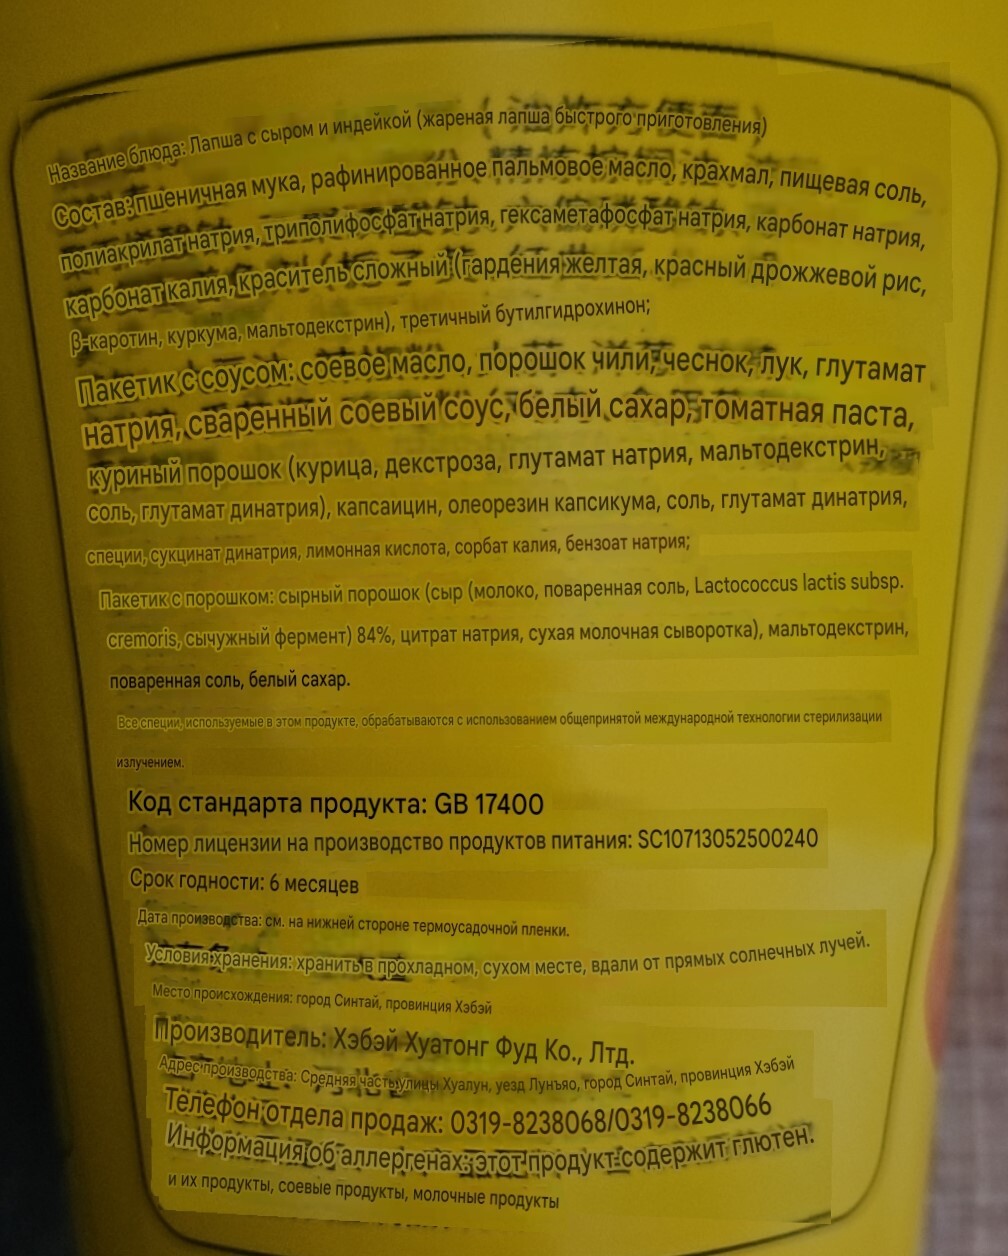 Название блюда: Лапша с сыром и индейкой (жареная лапша быстрого приготовления)
Состав: пшеничная мука, рафинированное пальмовое масло, крахмал, пищевая соль,
полиакрилат натрия, триполифосфат натрия, гексаметафосфат натрия, карбонат натрия,
карбонат калия, краситель сложный (гардения желтая, красный дрожжевой рис,
β-каротин, куркума, мальтодекстрин), третичный бутилгидрохинон;
Пакетик с соусом: соевое масло, порошок чили, чеснок, лук, глутамат
натрия, сваренный соевый соус, белый сахар, томатная паста,
куриный порошок (курица, декстроза, глутамат натрия, мальтодекстрин,
соль, глутамат динатрия), капсаицин, олеорезин капсикума, соль, глутамат динатрия,
специи, сукцинат динатрия, лимонная кислота, сорбат калия, бензоат натрия;
Пакетик с порошком: сырный порошок (сыр (молоко, поваренная соль, Lactococcus lactis subsp.
cremoris, сычужный фермент) 84%, цитрат натрия, сухая молочная сыворотка), мальтодекстрин,
поваренная соль, белый сахар.
Все специи, используемые в этом продукте, обрабатываются с использованием общепринятой международной технологии стерилизации
излучением.
Код стандарта продукта: GB 17400
Номер лицензии на производство продуктов питания: SC10713052500240
Срок годности: 6 месяцев
Дата производства: см. на нижней стороне термоусадочной пленки.
Условия хранения: хранить в прохладном, сухом месте, вдали от прямых солнечных лучей.
Место происхождения: город Синтай, провинция Хэбэй
Производитель: Хэбэй Хуатонг Фуд Ко., Лтд.
Адрес производства: Средняя часть улицы Хуалун, уезд Лунъяо, город Синтай, провинция Хэбэй
Телефон отдела продаж: 0319-8238068/0319-8238066
Информация об аллергенах: этот продукт содержит глютен.
и их продукты, соевые продукты, молочные продукты